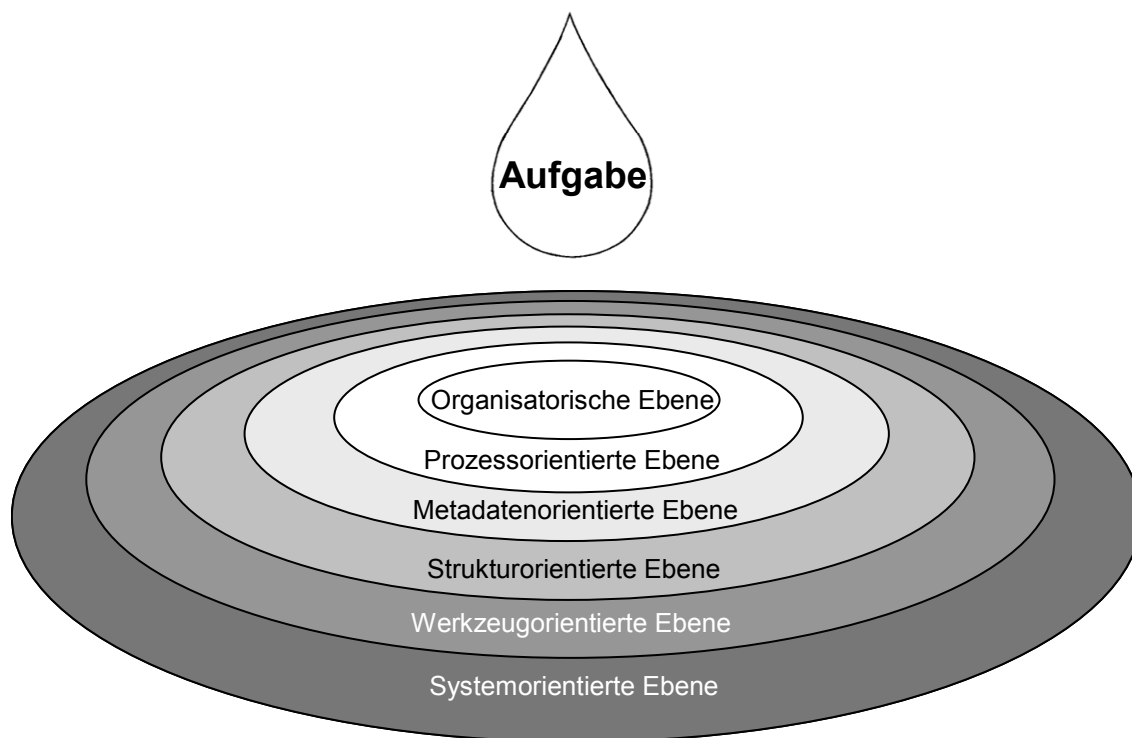 Aufgabe
Organisatorische Ebene
Prozessorientierte Ebene
Metadatenorientierte Ebene
Strukturorientierte Ebene
Werkzeugorientierte Ebene
Systemorientierte Ebene